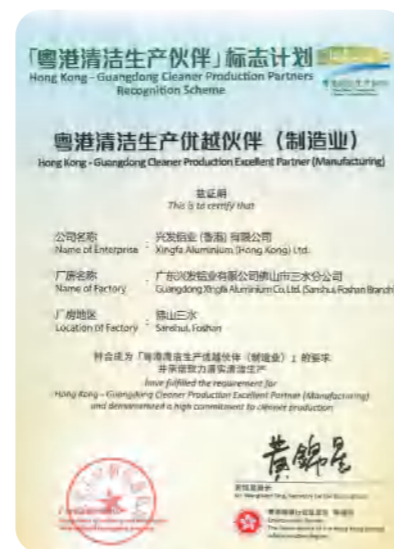 「粤港清洁生产伙伴」标志计划
Hong Kong - Guangdong Cleaner Production Partners
Recognition Scheme
粤港清洁生产优越伙伴（制造业）
Hong Kong - Guangdong Cleaner Production Excellent Partner (Manufacturing)
兹证明
This is to certify that
公司名称
Name of Enterprise
:
兴发铝业 (香港) 有限公司
Xingfa Aluminium (Hong Kong) Ltd.
厂房名称
Name of Factory
:
广东兴发铝业有限公司佛山市三水分公司
Guangdong Xingfa Aluminium Co., Ltd. (Sanshui, Foshan Branch)
厂房地区
Location of Factory
:
佛山三水
Sanshui, Foshan
符合成为「粤港清洁生产优越伙伴（制造业）」的要求
并承诺致力落实清洁生产
have fulfilled the requirement for
Hong Kong - Guangdong Cleaner Production Excellent Partner (Manufacturing)
and demonstrated a high commitment to cleaner production
黄錦星